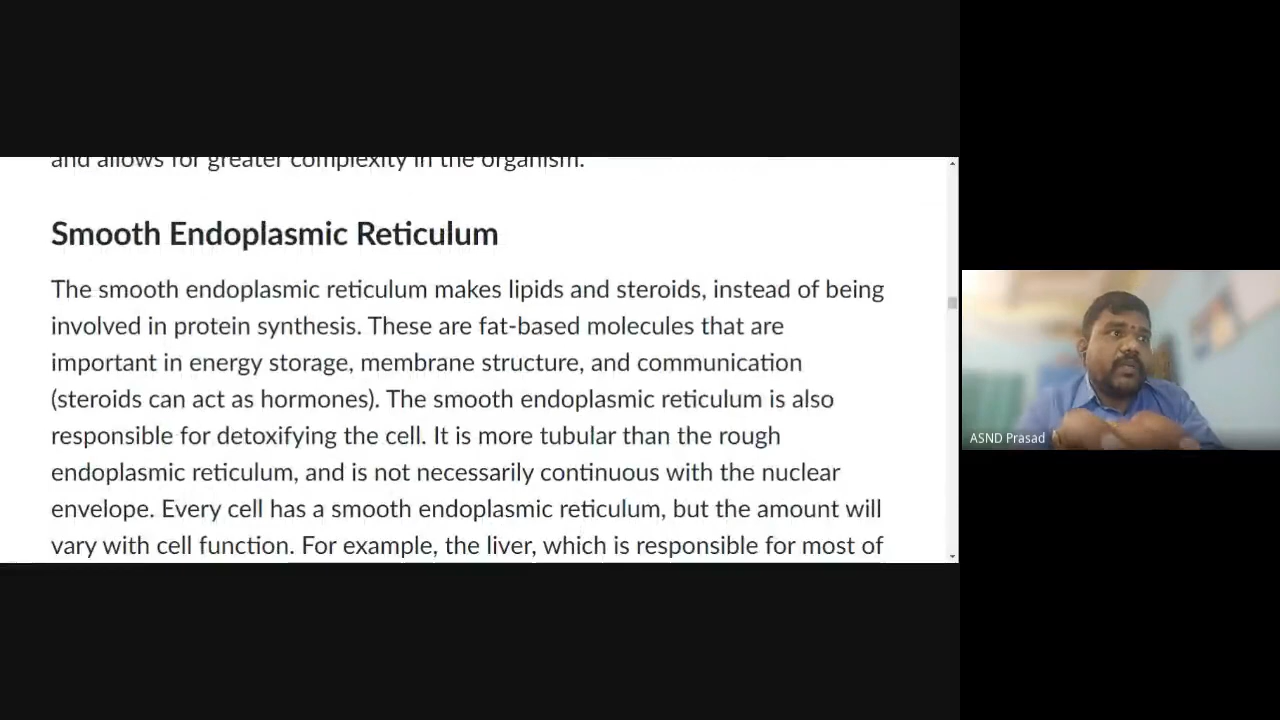 and allows for greater complexity in the organism.
Smooth Endoplasmic Reticulum
The smooth endoplasmic reticulum makes lipids and steroids, instead of being
involved in protein synthesis. These are fat-based molecules that are
important in energy storage, membrane structure, and communication
(steroids can act as hormones). The smooth endoplasmic reticulum is also
responsible for detoxifying the cell. It is more tubular than the rough
endoplasmic reticulum, and is not necessarily continuous with the nuclear
envelope. Every cell has a smooth endoplasmic reticulum, but the amount will
vary with cell function. For example, the liver, which is responsible for most of
ASND Prasad